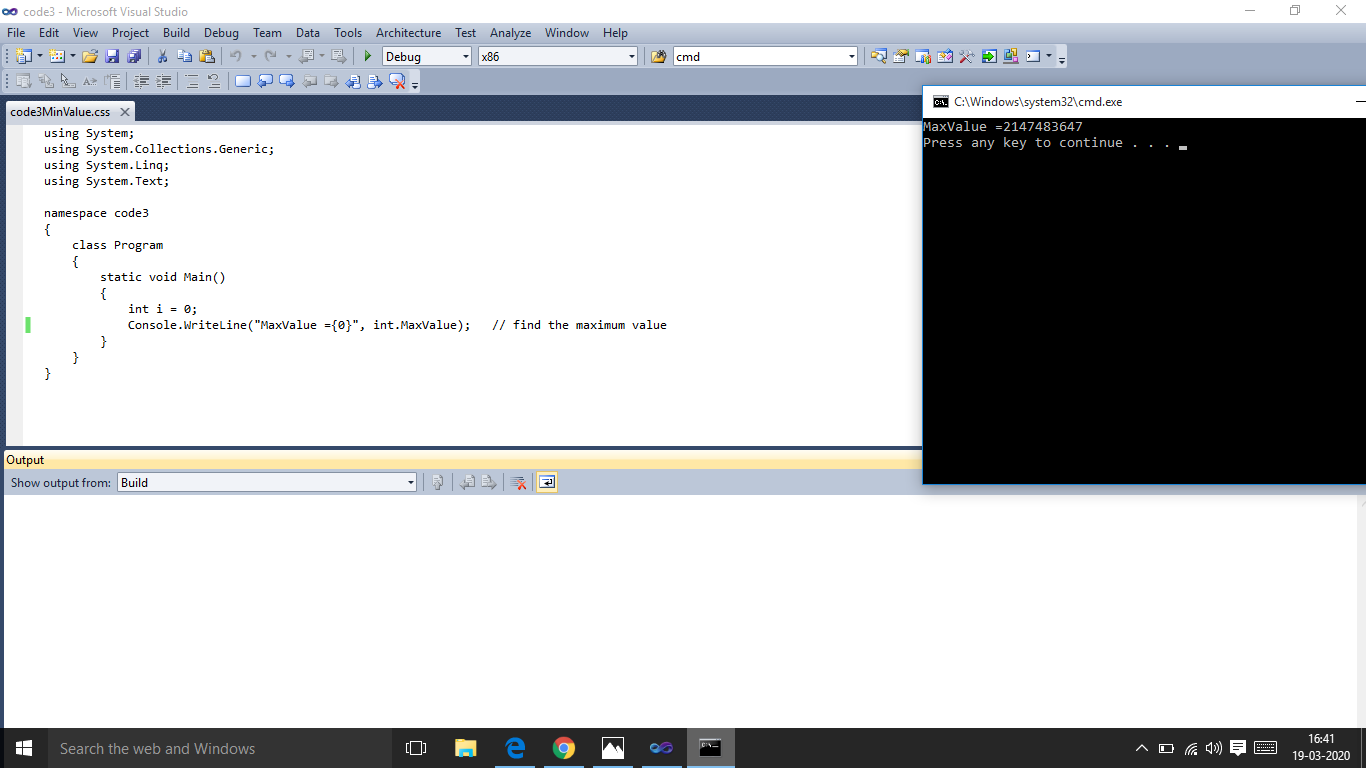 code3 - Microsoft Visual Studio
File Edit View Project Build Debug Team Data Tools Architecture Test Analyze Window Help
Debug x86 cmd
code3MinValue.css
using System;
using System.Collections.Generic;
using System.Linq;
using System.Text;
namespace code3
{
class Program
{
static void Main()
{
int i = 0;
Console.WriteLine("MaxValue ={0}", int.MaxValue); // find the maximum value
}
}
}
C:\Windows\system32\cmd.exe
MaxValue =2147483647
Press any key to continue . . .
Output
Show output from: Build
Search the web and Windows
16:41
19-03-2020